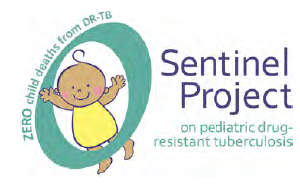 ZERO child deaths from DR-TB
Sentinel
Project
on pediatric drug-
resistant tuberculosis